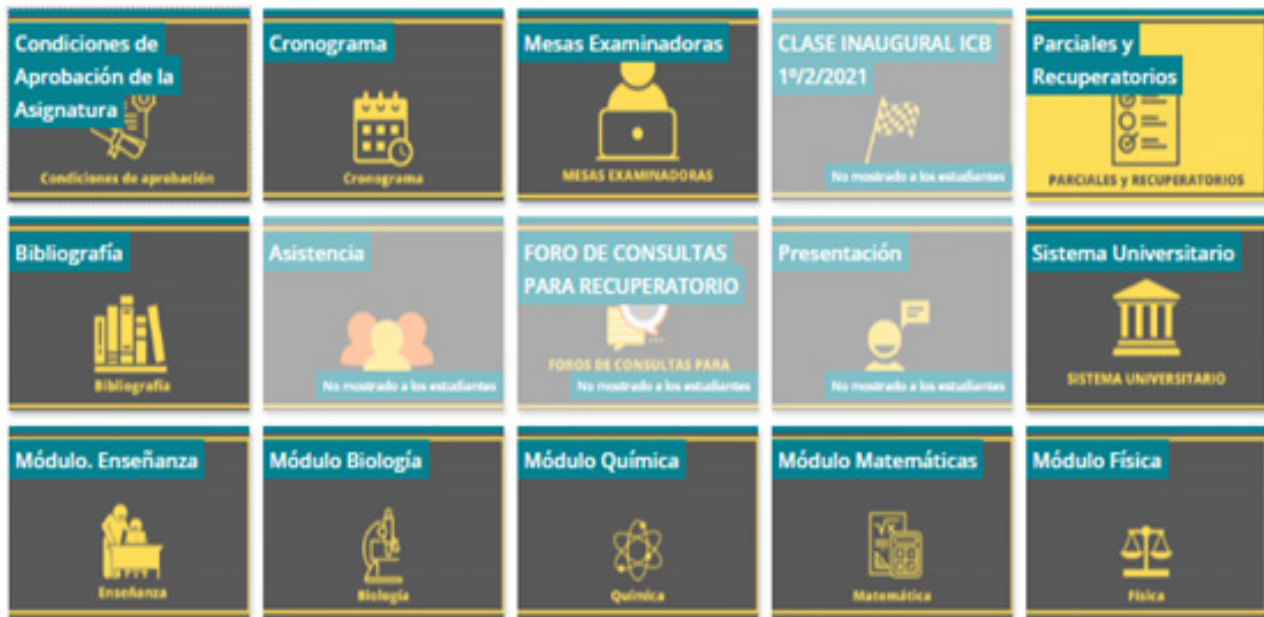 Condiciones de
Aprobación de la
Asignatura
Condiciones de aprobación
Cronograma
Cronograma
Mesas Examinadoras
MESAS EXAMINADORAS
CLASE INAUGURAL ICB
1º/2/2021
No mostrado a los estudiantes
Parciales y
Recuperatorios
PARCIALES y RECUPERATORIOS
Bibliografía
Bibliografía
Asistencia
No mostrado a los estudiantes
FORO DE CONSULTAS
PARA RECUPERATORIO
FOROS DE CONSULTAS PARA
No mostrado a los estudiantes
Presentación
No mostrado a los estudiantes
Sistema Universitario
SISTEMA UNIVERSITARIO
Módulo. Enseñanza
Enseñanza
Módulo Biología
Biología
Módulo Química
Química
Módulo Matemáticas
Matemática
Módulo Física
Física